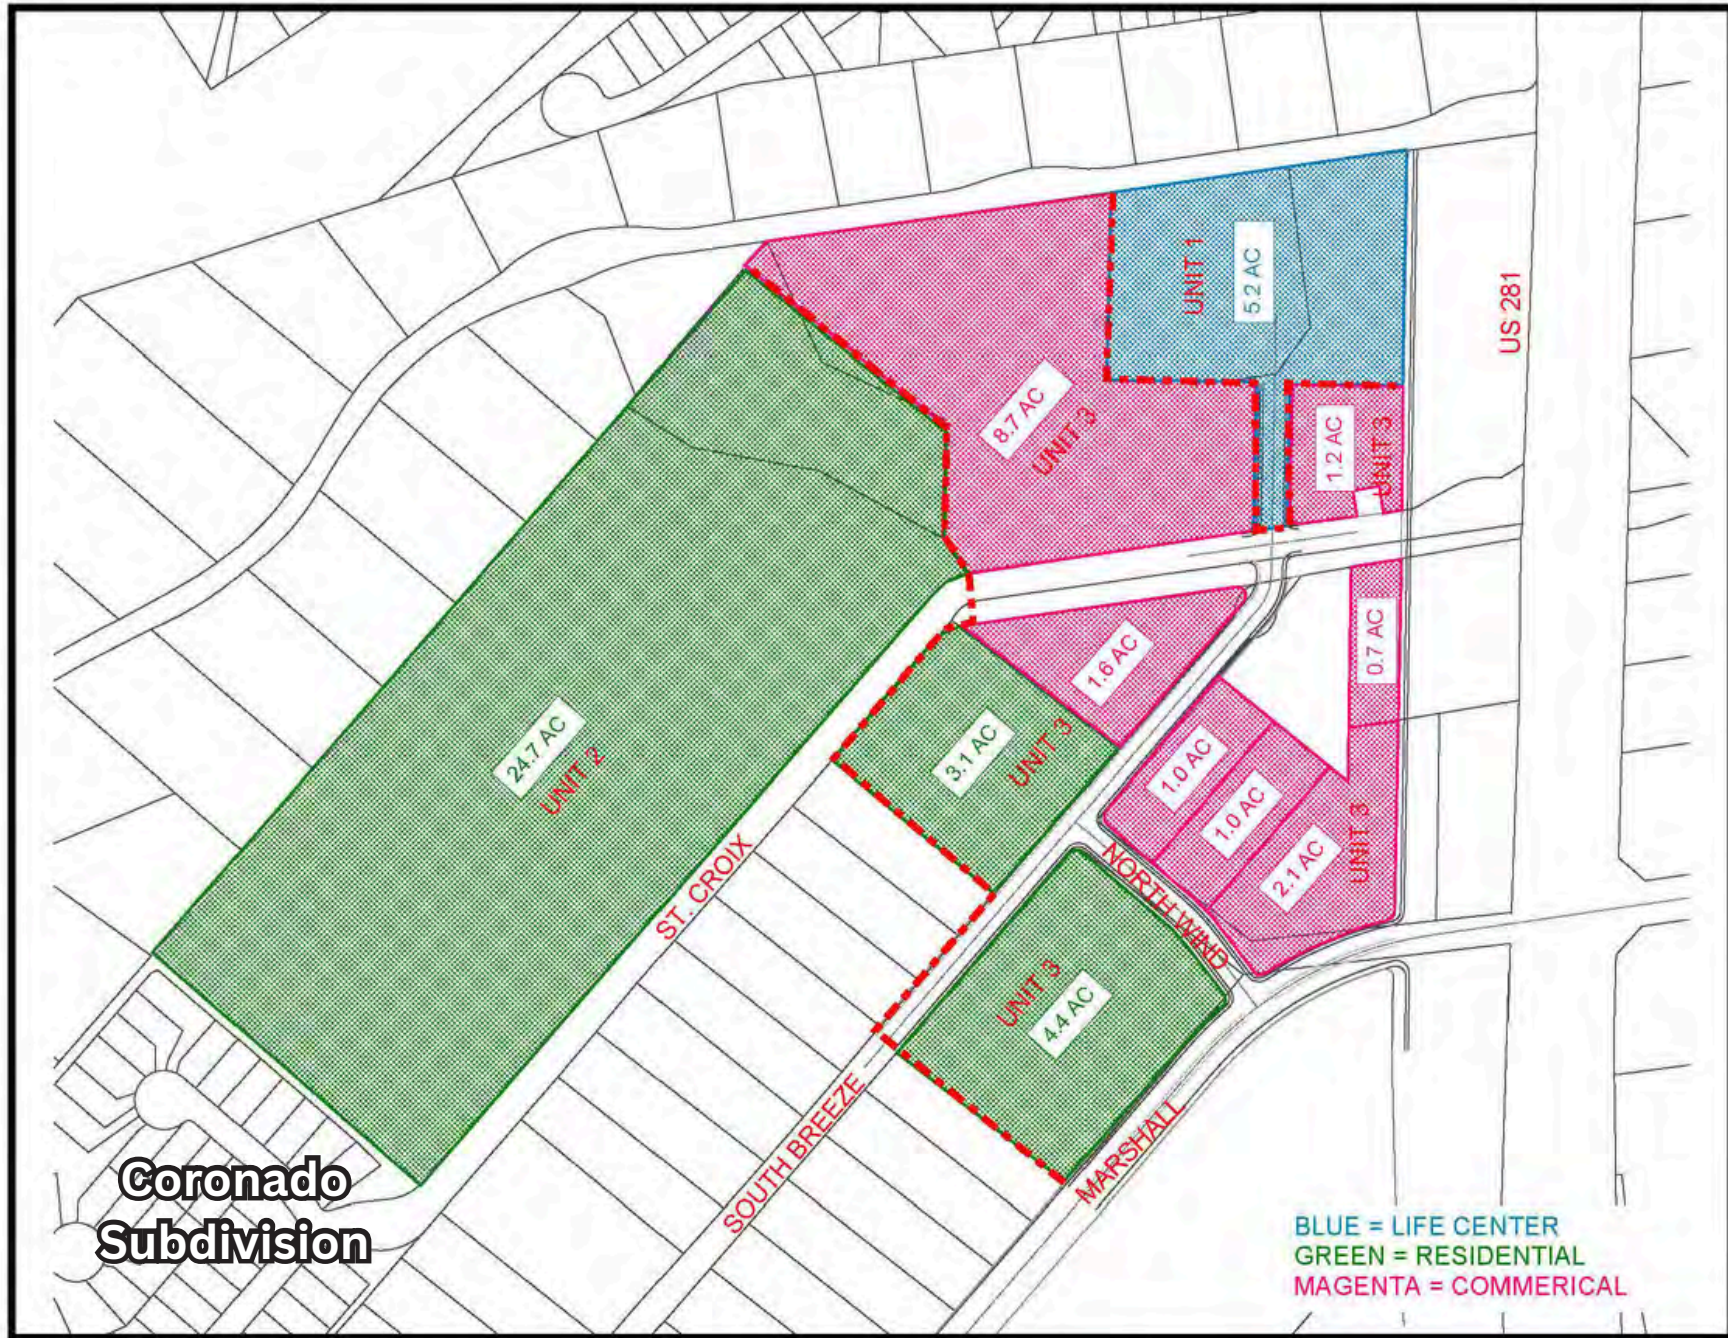 UNIT 1
5.2 AC
US 281
8.7 AC
UNIT 3
1.2 AC
UNIT 3
0.7 AC
1.6 AC
24.7 AC
UNIT 2
3.1 AC
UNIT 3
1.0 AC
1.0 AC
2.1 AC
UNIT 3
ST. CROIX
NORTH WIND
UNIT 3
4.4 AC
SOUTH BREEZE
MARSHALL
Coronado
Subdivision
BLUE = LIFE CENTER
GREEN = RESIDENTIAL
MAGENTA = COMMERICAL